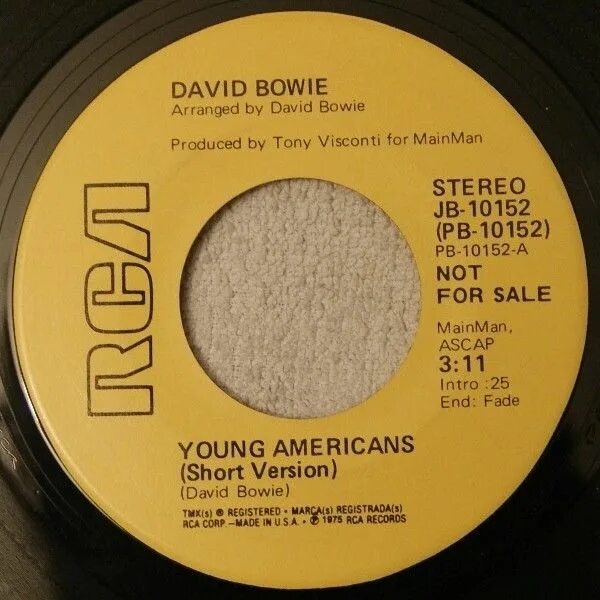 DAVID BOWIE
Arranged by David Bowie
Produced by Tony Visconti for MainMan
RCA
STEREO
JB-10152
(PB-10152)
PB-10152-A
NOT
FOR SALE
MainMan,
ASCAP
3:11
Intro :25
End: Fade
YOUNG AMERICANS
(Short Version)
(David Bowie)
TMK(s) ® REGISTERED • MARCA(s) REGISTRADA(s)
RCA CORP.–MADE IN U.S.A. • ℗ 1975 RCA RECORDS